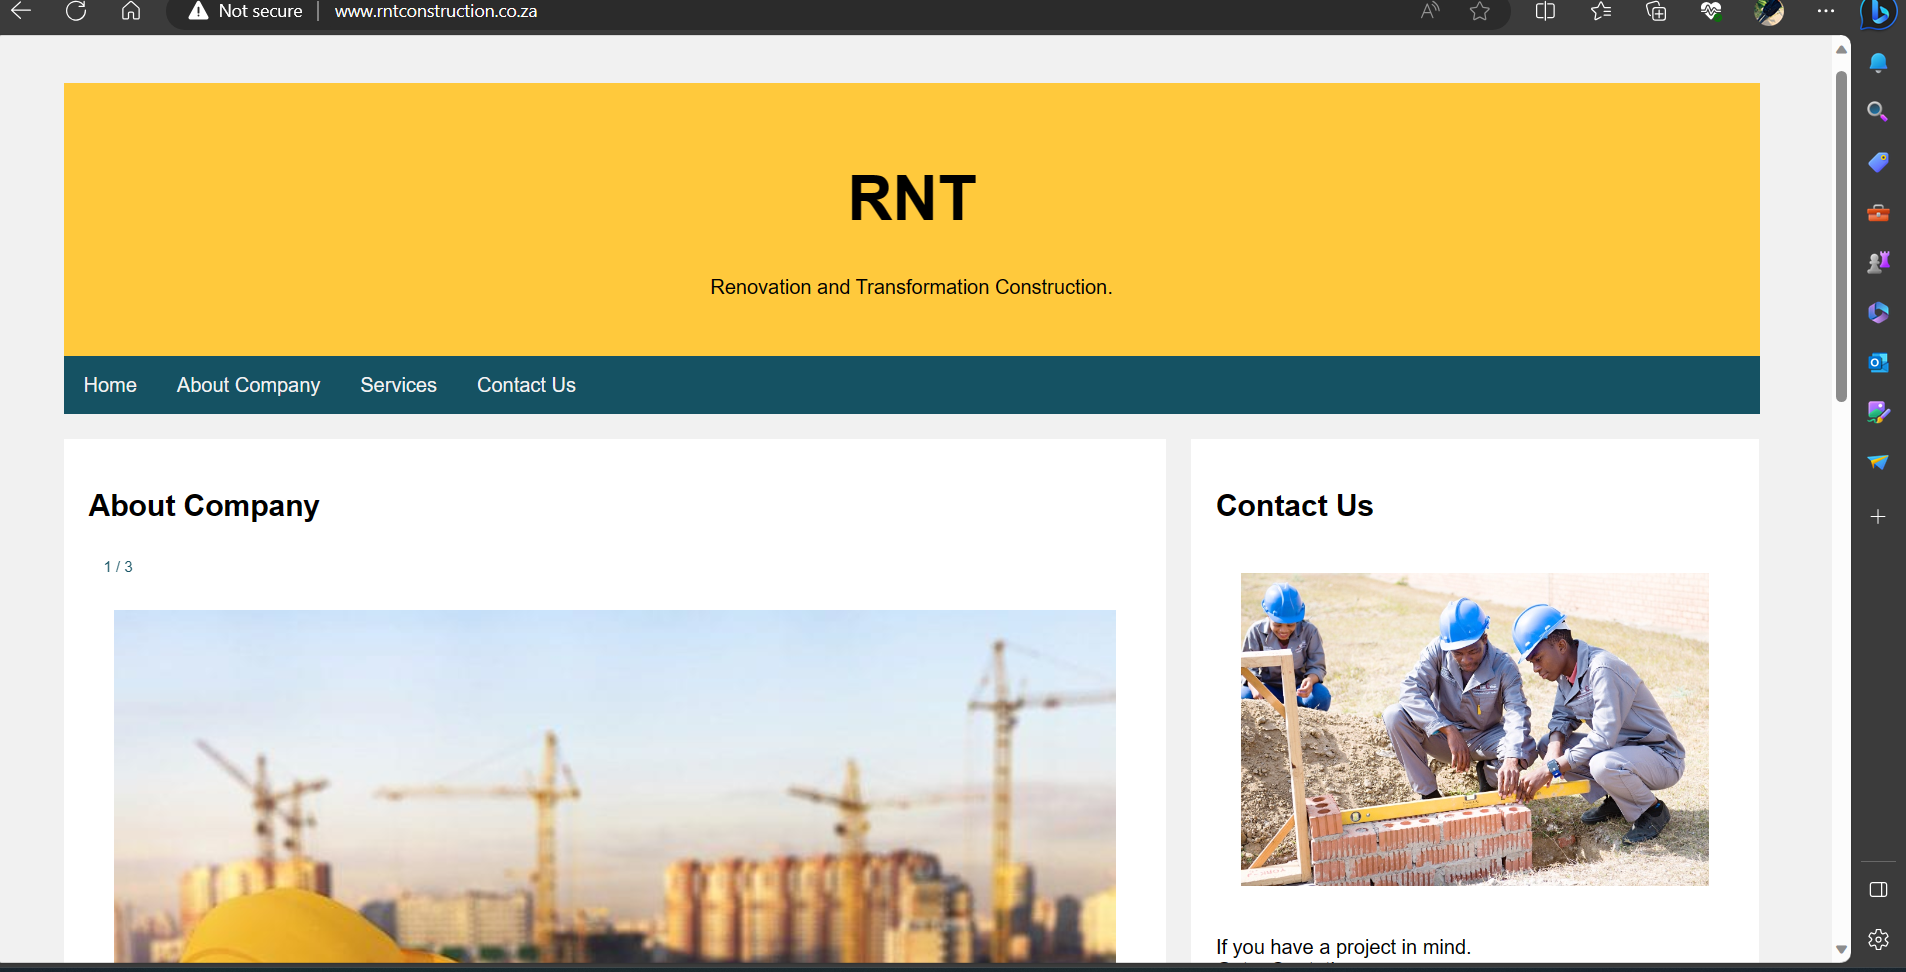 Not secure
www.rntconstruction.co.za
RNT
Renovation and Transformation Construction.
Home About Company Services Contact Us
About Company
1 / 3
Contact Us
If you have a project in mind.